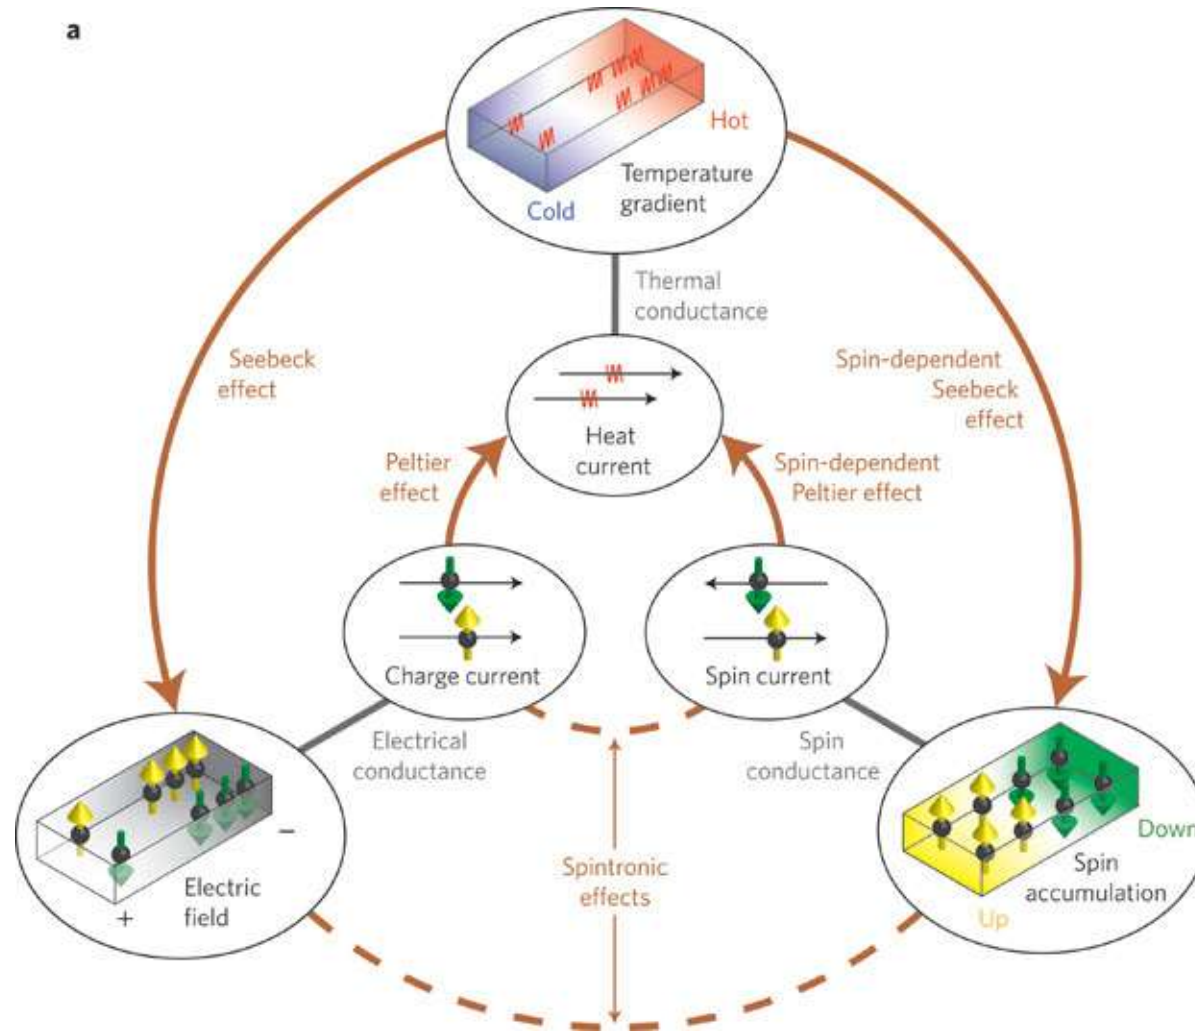 a
Hot
Temperature
gradient
Cold
Thermal
conductance
Seebeck
effect
Spin-dependent
Seebeck
effect
Heat
current
Peltier
effect
Spin-dependent
Peltier effect
Charge current
Spin current
Electrical
conductance
Spin
conductance
−
Electric
field
+
Spintronic
effects
Down
Spin
accumulation
Up